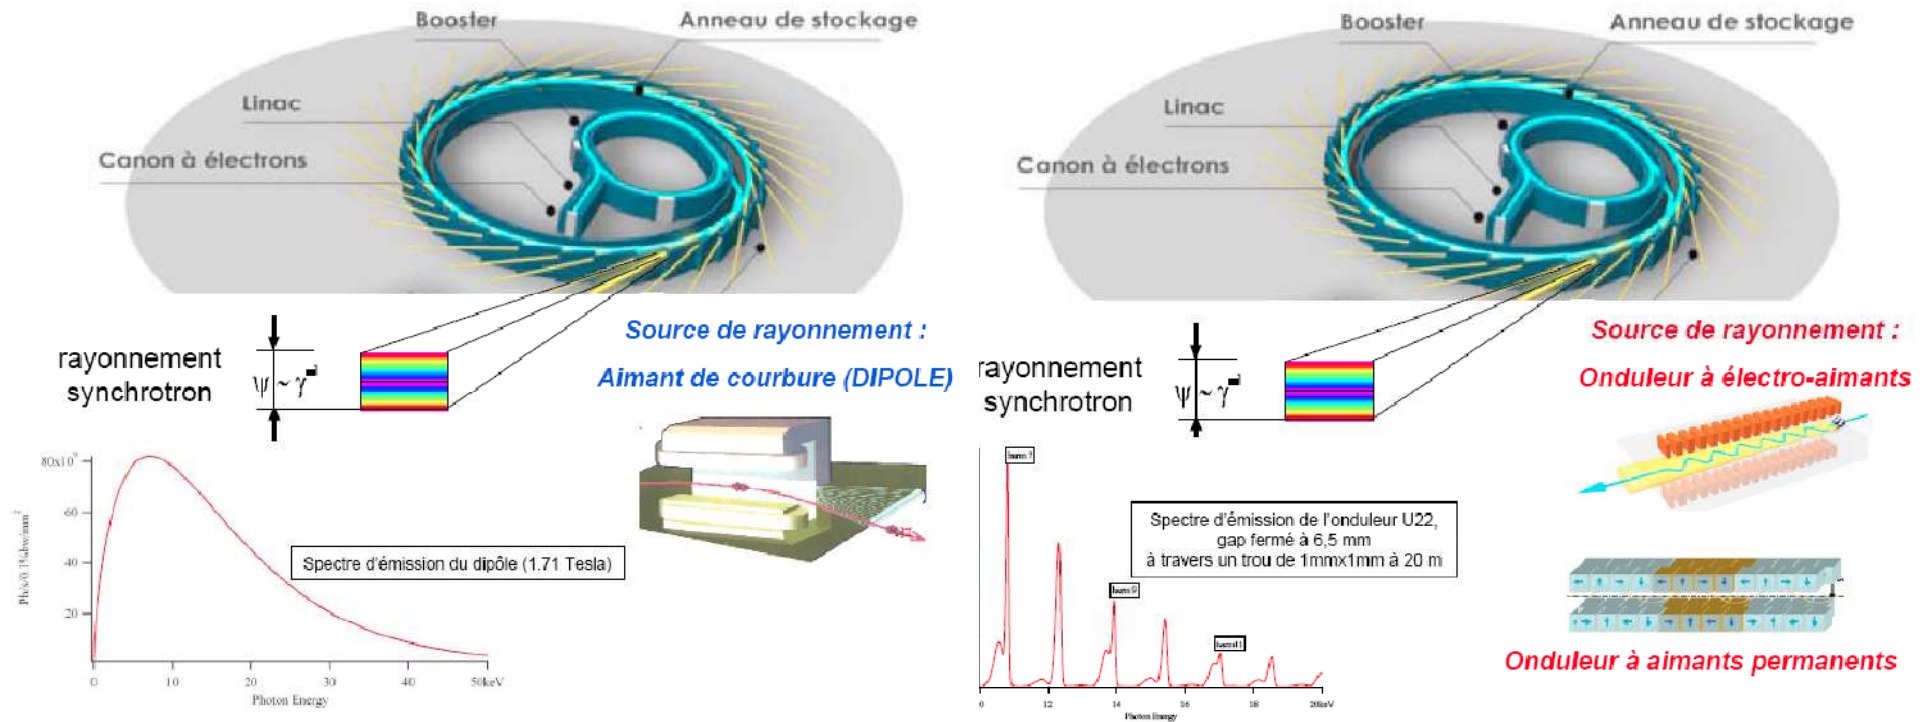 Booster
Anneau de stockage
Linac
Canon à électrons
rayonnement
synchrotron
ψ ~ γ
Source de rayonnement :
Aimant de courbure (DIPOLE)
80x10⁹
60
40
20
Ph/s/0.1%bw/mm²
Spectre d'émission du dipôle (1.71 Tesla)
0
10
20
30
40
50keV
Photon Energy
Booster
Anneau de stockage
Linac
Canon à électrons
rayonnement
synchrotron
ψ ~ γ
Source de rayonnement :
Onduleur à électro-aimants
Spectre d'émission de l'onduleur U22,
gap fermé à 6,5 mm
à travers un trou de 1mmx1mm à 20 m
12
14
16
18
20keV
Photon Energy
Onduleur à aimants permanents